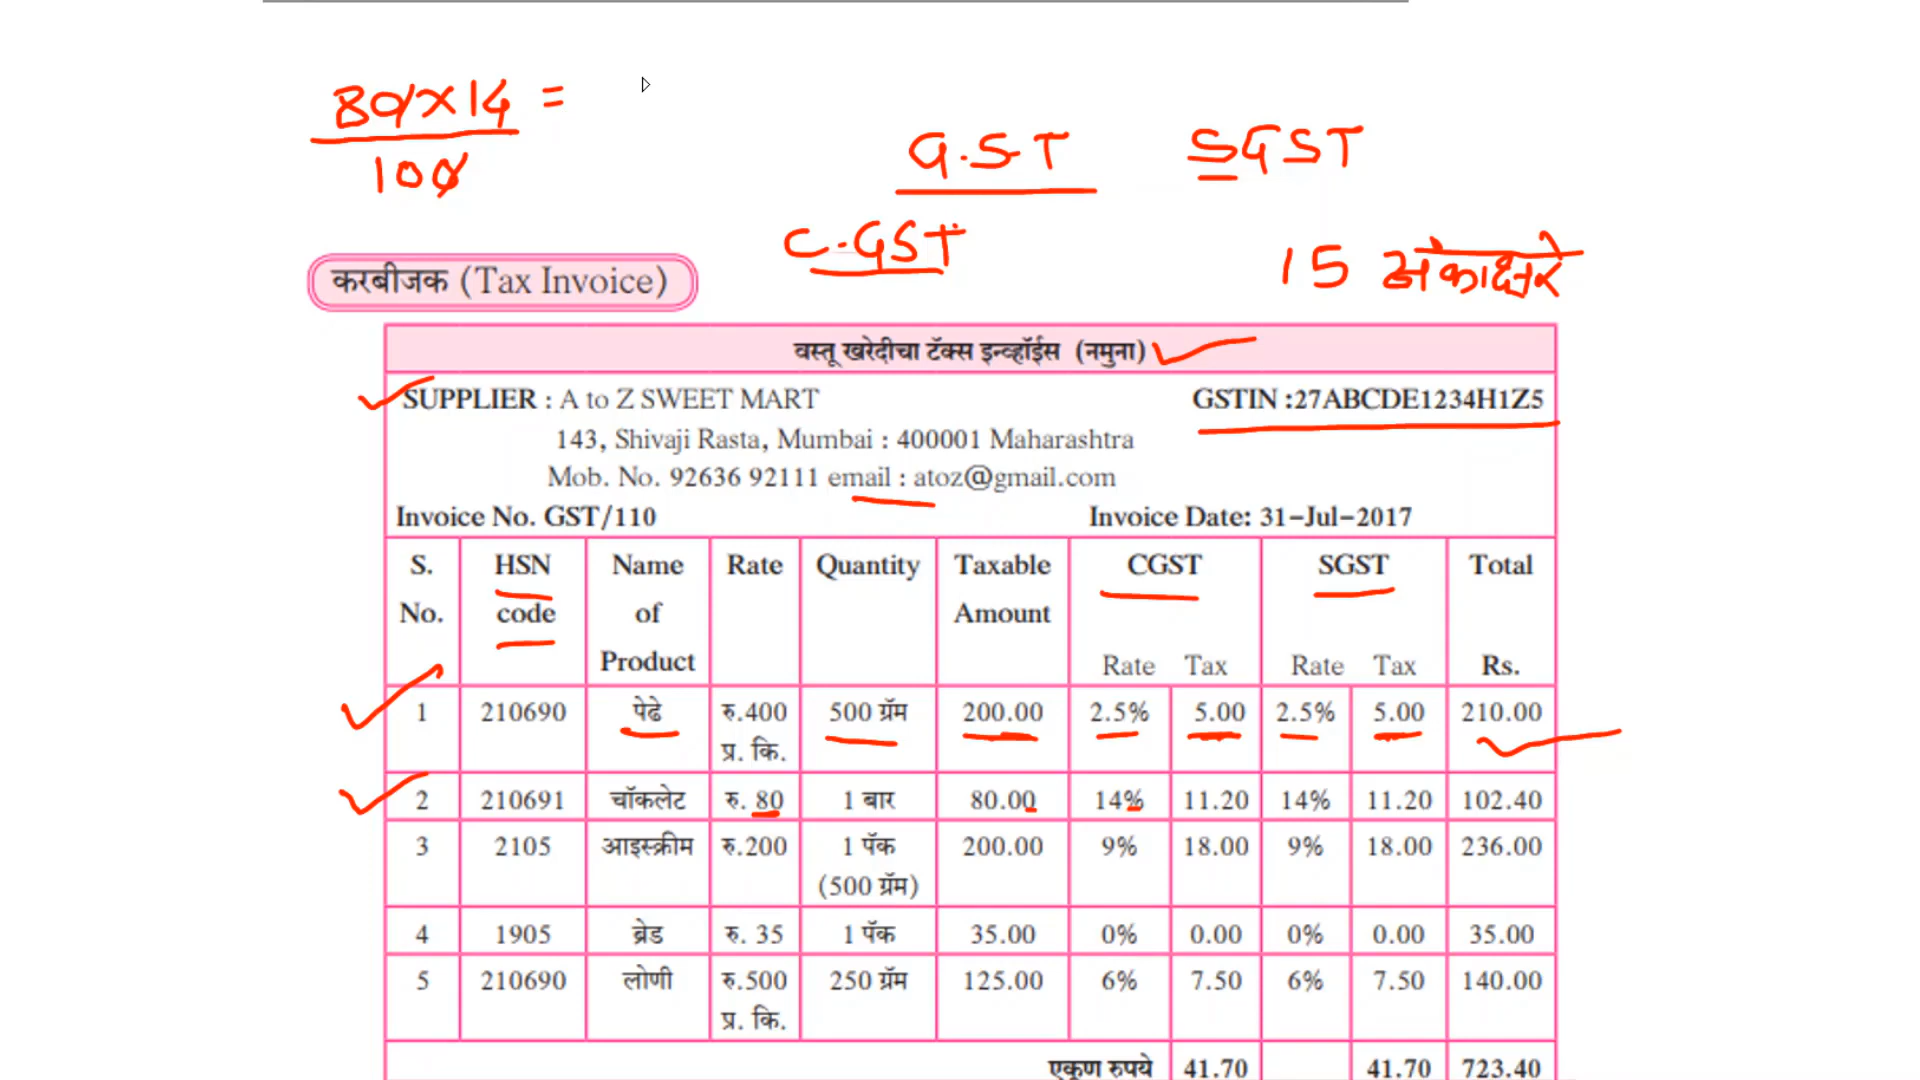 80×14 =
100
G.S.T
SGST
C.GST
15 अंकाक्षरे
करबीजक (Tax Invoice)
वस्तू खरेदीचा टॅक्स इन्व्हॉईस (नमुना)
SUPPLIER : A to Z SWEET MART GSTIN :27ABCDE1234H1Z5
143, Shivaji Rasta, Mumbai : 400001 Maharashtra
Mob. No. 92636 92111 email : atoz@gmail.com
Invoice No. GST/110 Invoice Date: 31-Jul-2017
S. No. HSN code Name of Product Rate Quantity Taxable Amount CGST Rate Tax SGST Rate Tax Total Rs.
1 210690 पेढे रु.400 प्र. कि. 500 ग्रॅम 200.00 2.5% 5.00 2.5% 5.00 210.00
2 210691 चॉकलेट रु. 80 1 बार 80.00 14% 11.20 14% 11.20 102.40
3 2105 आइस्क्रीम रु.200 1 पॅक (500 ग्रॅम) 200.00 9% 18.00 9% 18.00 236.00
4 1905 ब्रेड रु. 35 1 पॅक 35.00 0% 0.00 0% 0.00 35.00
5 210690 लोणी रु.500 प्र. कि. 250 ग्रॅम 125.00 6% 7.50 6% 7.50 140.00
एकूण रुपये 41.70 41.70 723.40